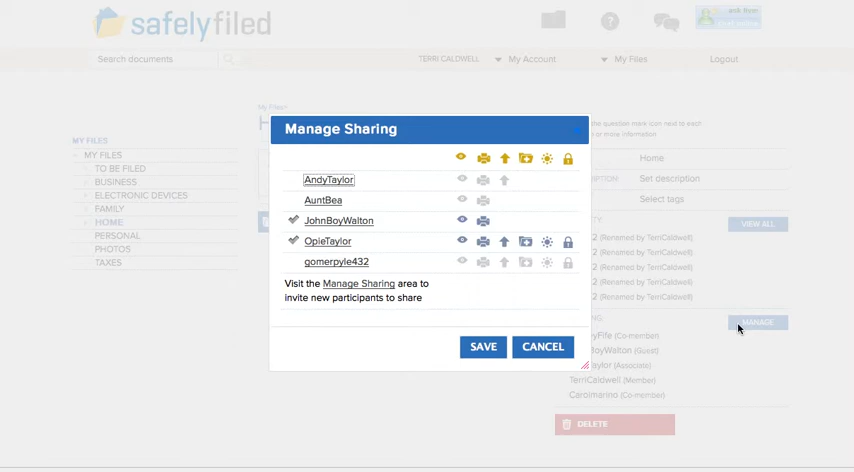 safelyfiled
ask finn
Search documents
TERRI CALDWELL
My Account
My Files
Logout
My Files>
H
the question mark icon next to each
or more information
MY FILES
MY FILES
TO BE FILED
BUSINESS
ELECTRONIC DEVICES
FAMILY
HOME
PERSONAL
PHOTOS
TAXES
Manage Sharing
AndyTaylor
AuntBea
JohnBoyWalton
OpieTaylor
gomerpyle432
Visit the Manage Sharing area to
invite new participants to share
SAVE
CANCEL
Home
Set description
Select tags
VIEW ALL
2 (Renamed by TerriCaldwell)
2 (Renamed by TerriCaldwell)
2 (Renamed by TerriCaldwell)
2 (Renamed by TerriCaldwell)
2 (Renamed by TerriCaldwell)
MANAGE
yFife (Co-member)
BoyWalton (Guest)
aylor (Associate)
TerriCaldwell (Member)
Carolmarino (Co-member)
DELETE